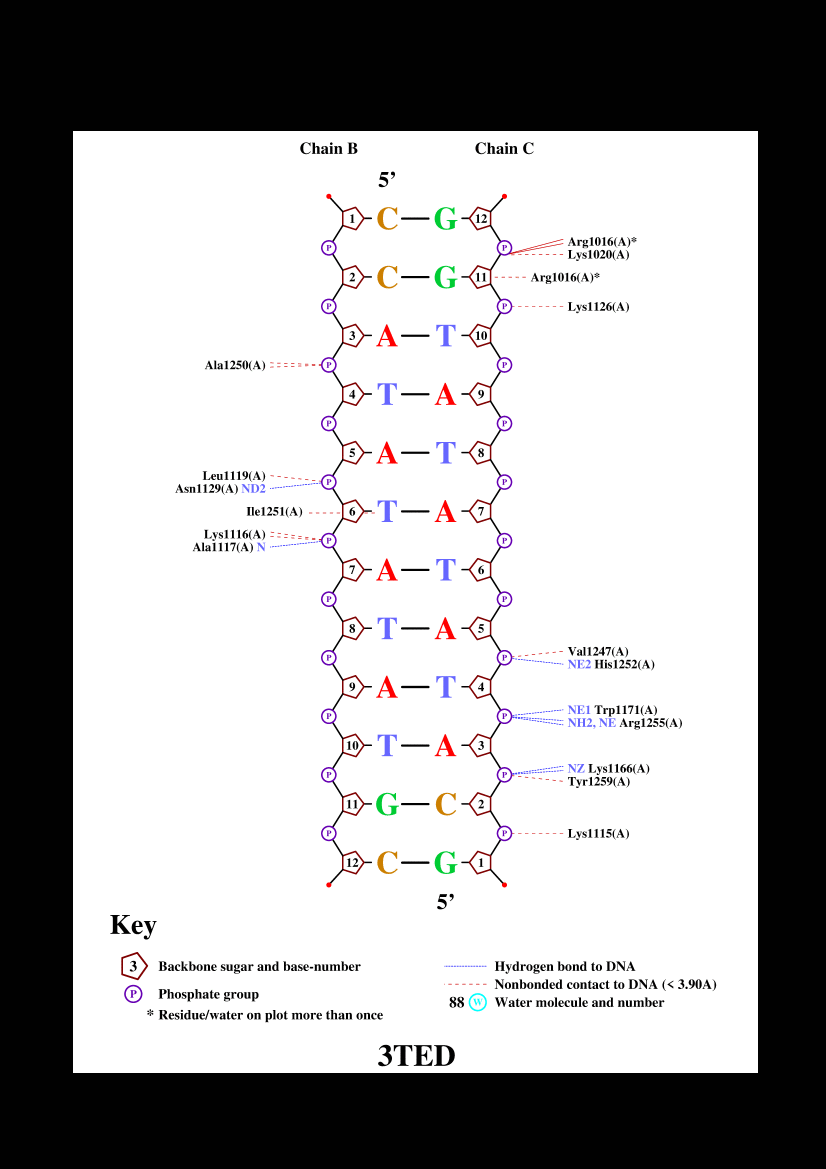 Chain B Chain C
5’
1 C G 12
P P Arg1016(A)*
Lys1020(A)
2 C G 11 Arg1016(A)*
P P Lys1126(A)
3 A T 10
Ala1250(A) P P
4 T A 9
P P
5 A T 8
Leu1119(A)
P P
Asn1129(A) ND2
Ile1251(A) 6 T A 7
Lys1116(A)
P P
Ala1117(A) N
7 A T 6
P P
8 T A 5
Val1247(A)
P P
NE2 His1252(A)
9 A T 4
NE1 Trp1171(A)
P P
NH2, NE Arg1255(A)
10 T A 3
NZ Lys1166(A)
P P
Tyr1259(A)
11 G C 2
P P Lys1115(A)
12 C G 1
5’
Key
3 Backbone sugar and base-number
P Phosphate group
* Residue/water on plot more than once
Hydrogen bond to DNA
Nonbonded contact to DNA (< 3.90A)
88 W Water molecule and number
3TED